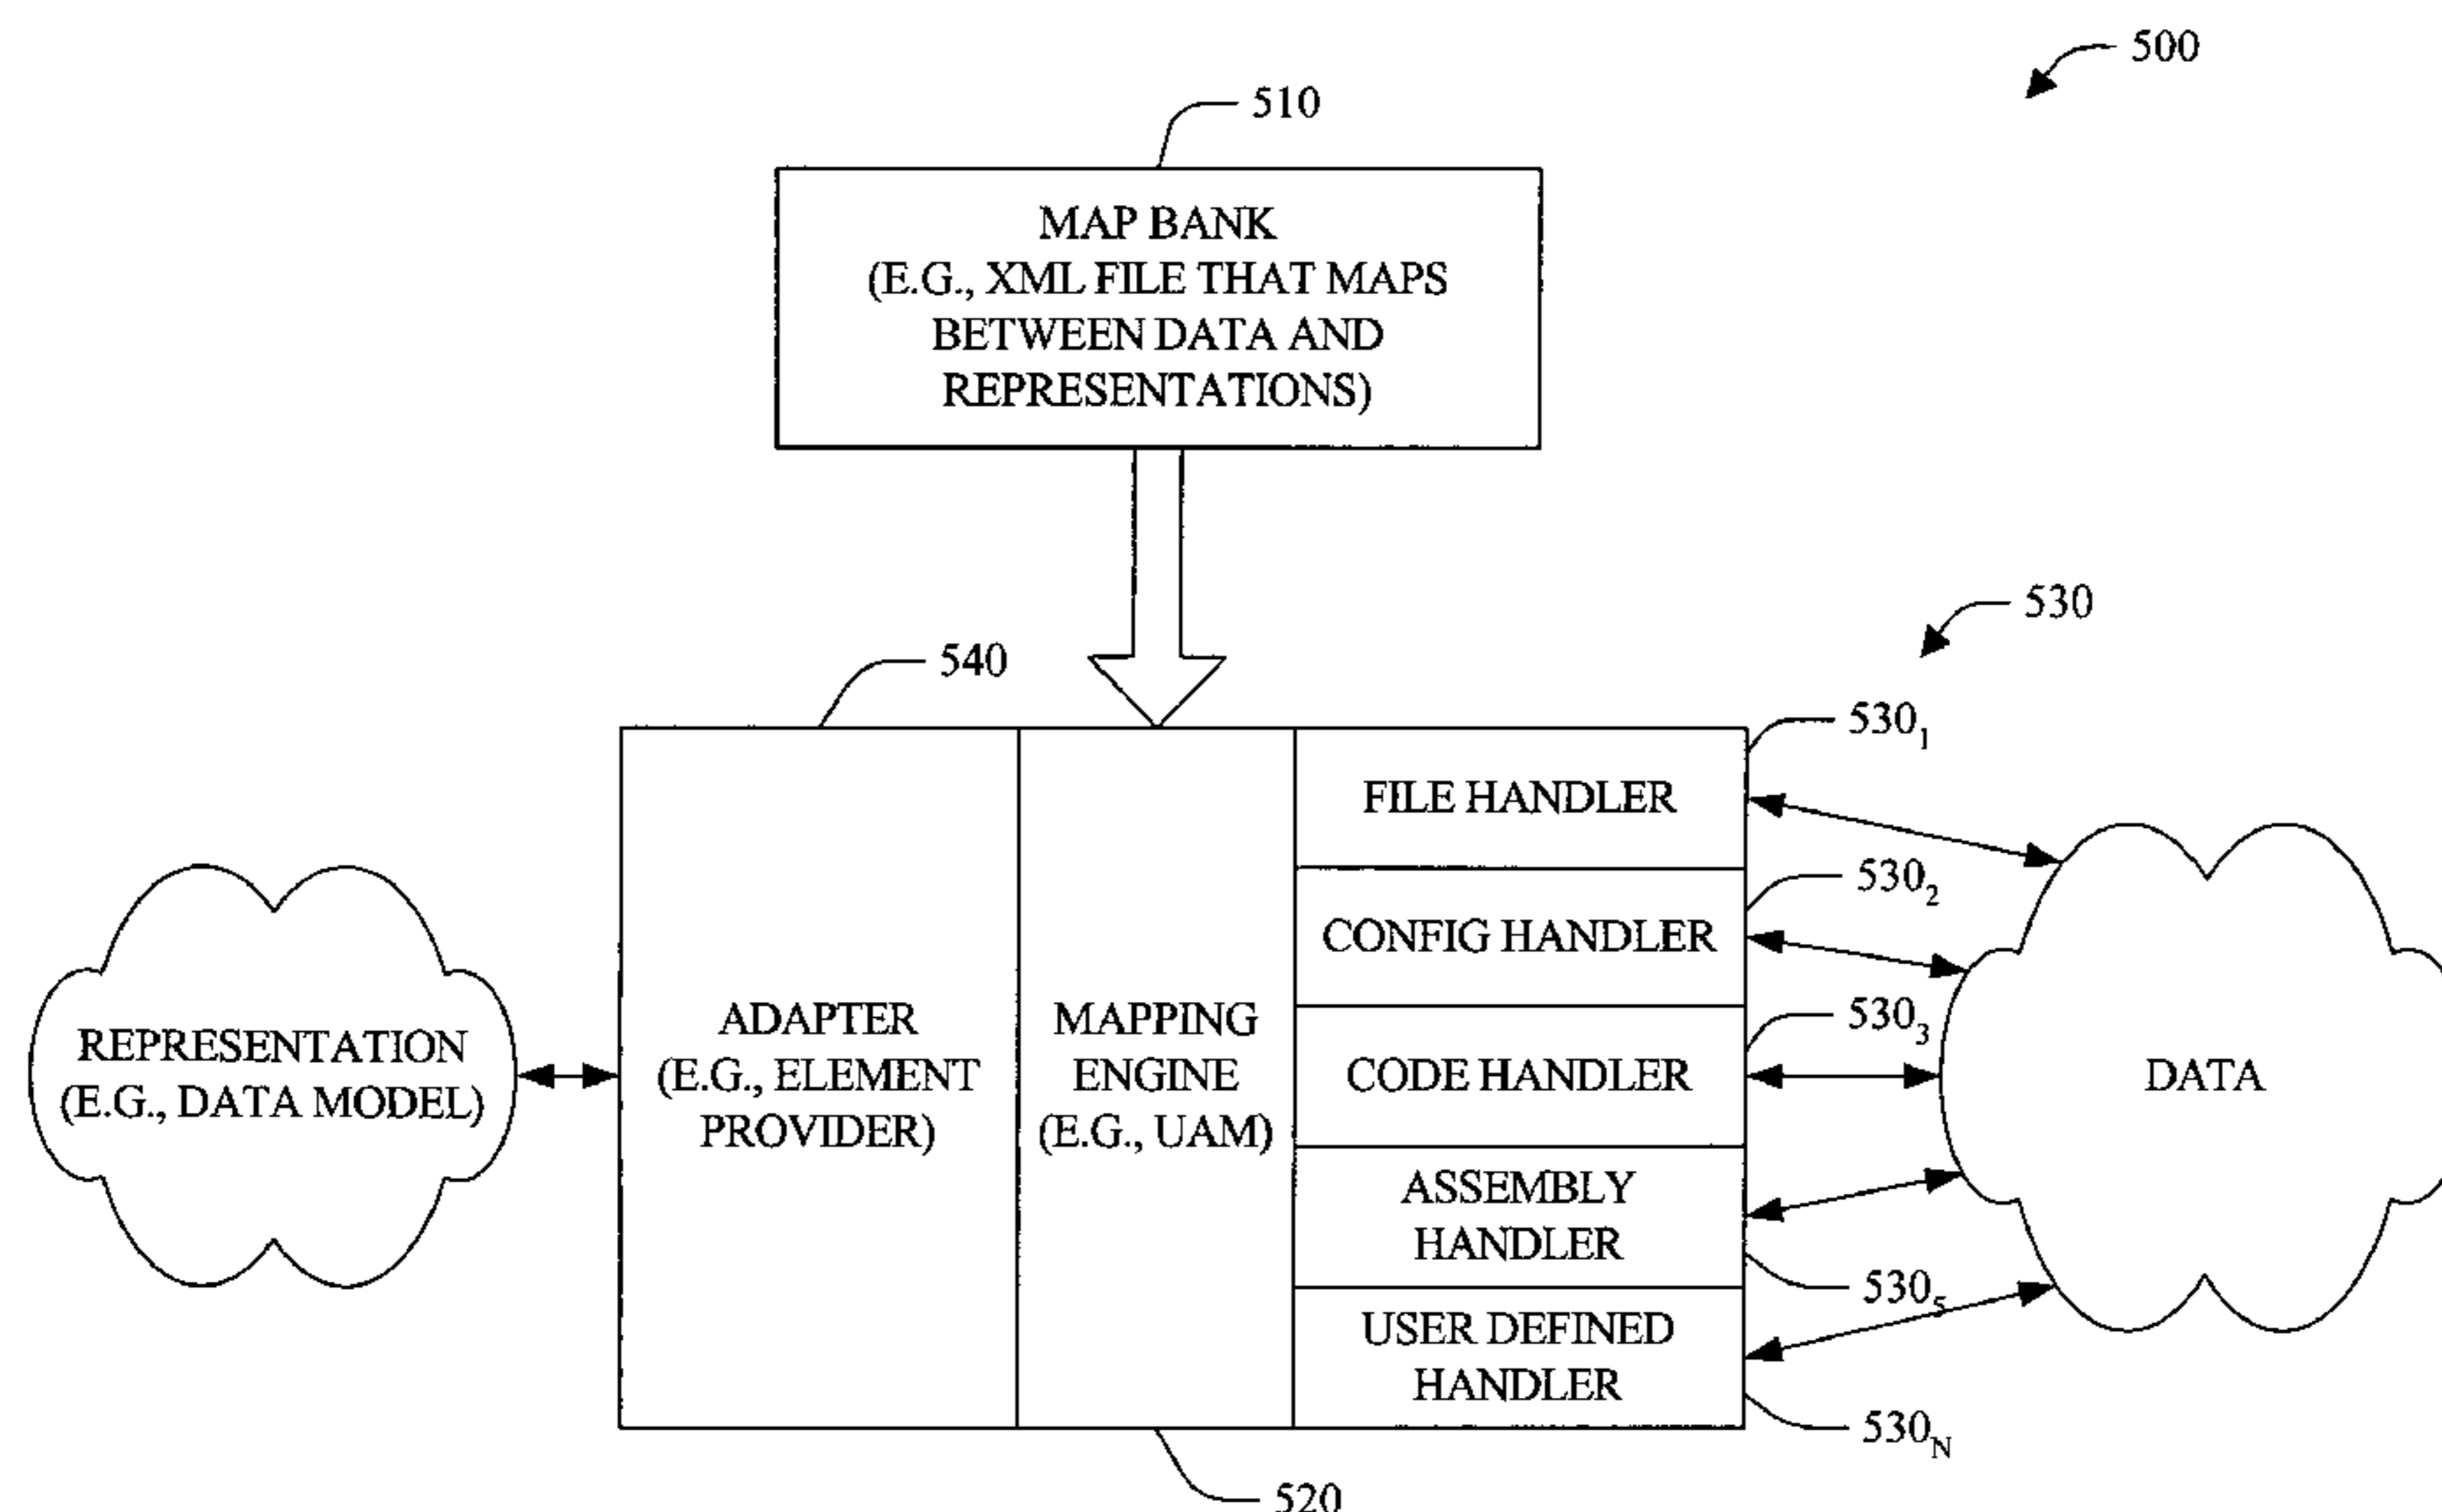 500
510
MAP BANK
(E.G., XML FILE THAT MAPS
BETWEEN DATA AND
REPRESENTATIONS)
530
540
530₁
FILE HANDLER
530₂
CONFIG HANDLER
530₃
CODE HANDLER
ADAPTER
(E.G., ELEMENT
PROVIDER)
MAPPING
ENGINE
(E.G., UAM)
REPRESENTATION
(E.G., DATA MODEL)
DATA
ASSEMBLY
HANDLER
530₅
USER DEFINED
HANDLER
530N
520